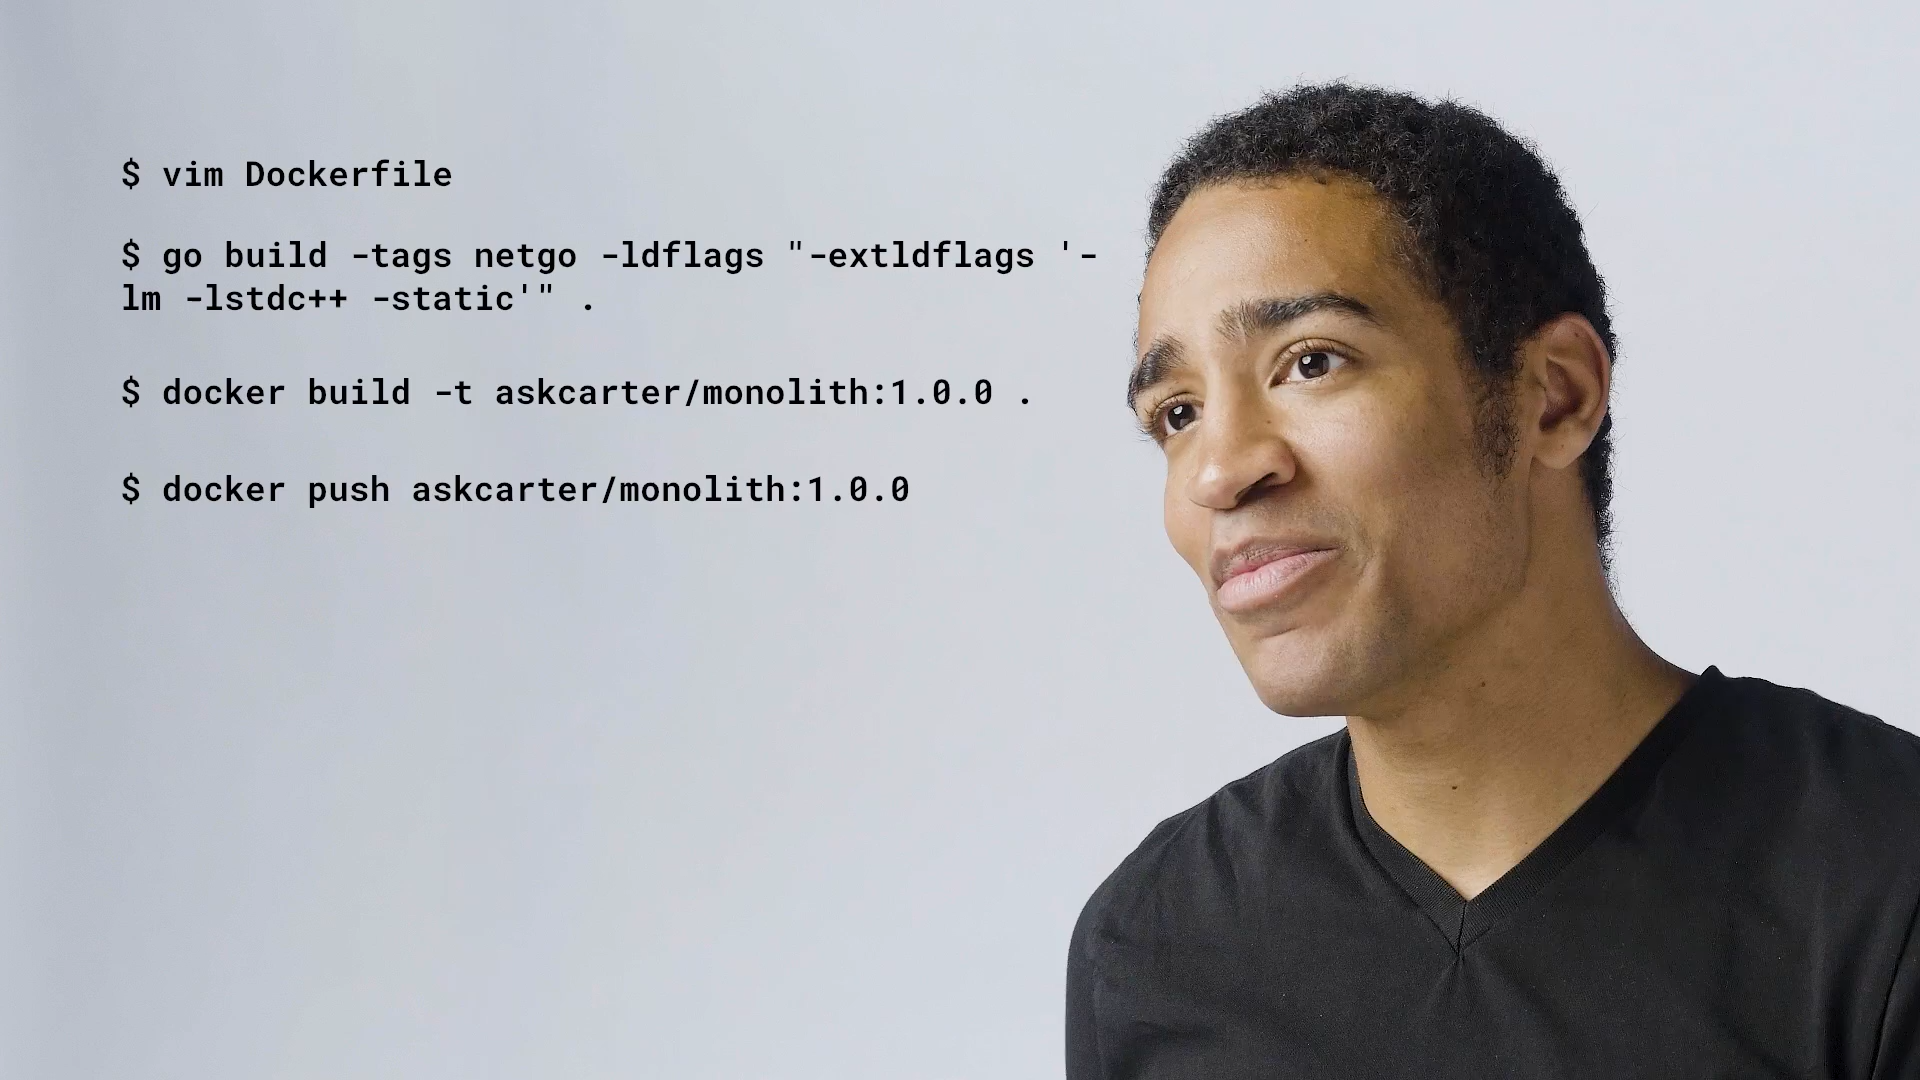 $ vim Dockerfile
$ go build -tags netgo -ldflags "-extldflags '-
lm -lstdc++ -static'" .
$ docker build -t askcarter/monolith:1.0.0 .
$ docker push askcarter/monolith:1.0.0